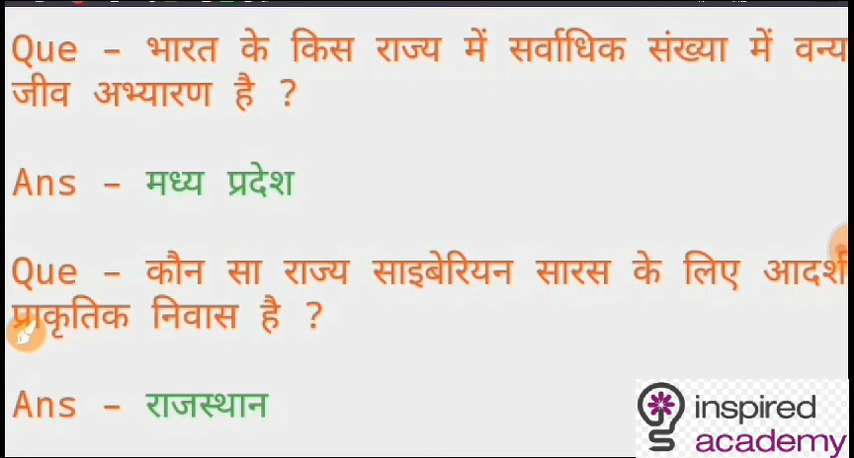 Que - भारत के किस राज्य में सर्वाधिक संख्या में वन्य
जीव अभ्यारण है ?
Ans - मध्य प्रदेश
Que - कौन सा राज्य साइबेरियन सारस के लिए आदर्श
प्राकृतिक निवास है ?
Ans - राजस्थान
inspired
academy